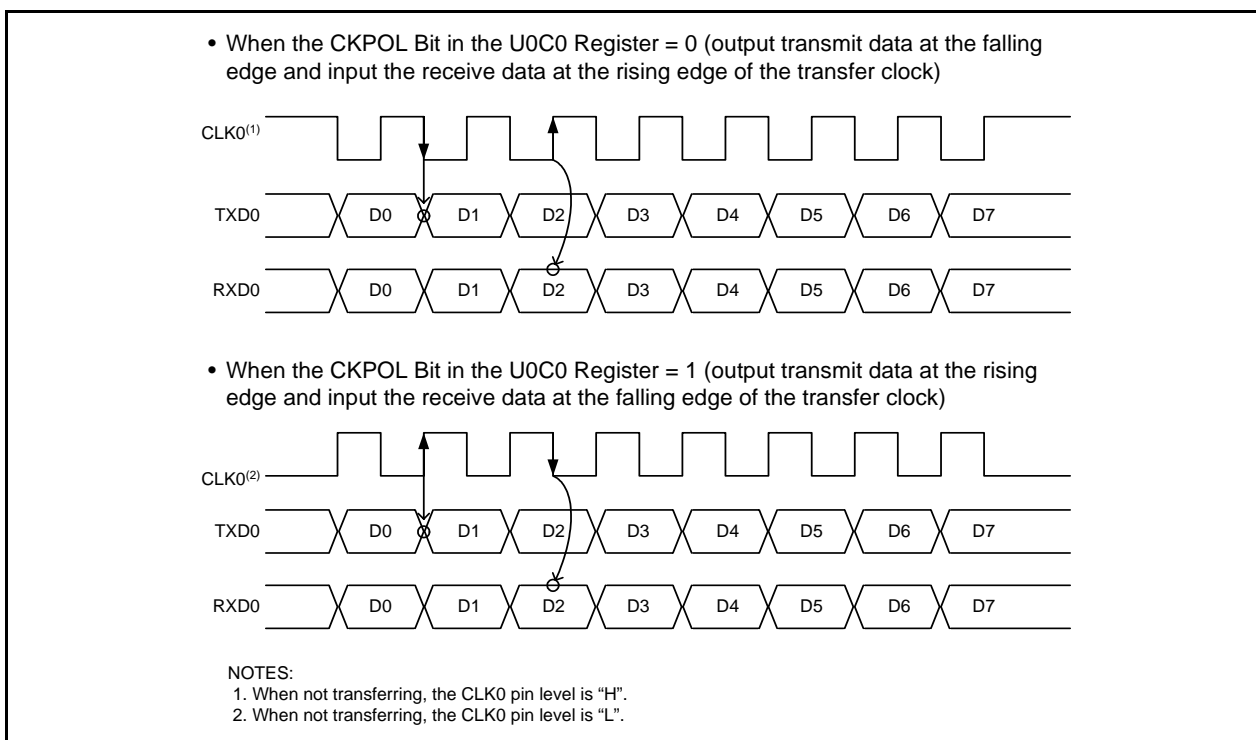 • When the CKPOL Bit in the U0C0 Register = 0 (output transmit data at the falling
edge and input the receive data at the rising edge of the transfer clock)
CLK0(1)
TXD0 D0 D1 D2 D3 D4 D5 D6 D7
RXD0 D0 D1 D2 D3 D4 D5 D6 D7
• When the CKPOL Bit in the U0C0 Register = 1 (output transmit data at the rising
edge and input the receive data at the falling edge of the transfer clock)
CLK0(2)
TXD0 D0 D1 D2 D3 D4 D5 D6 D7
RXD0 D0 D1 D2 D3 D4 D5 D6 D7
NOTES:
1. When not transferring, the CLK0 pin level is “H”.
2. When not transferring, the CLK0 pin level is “L”.